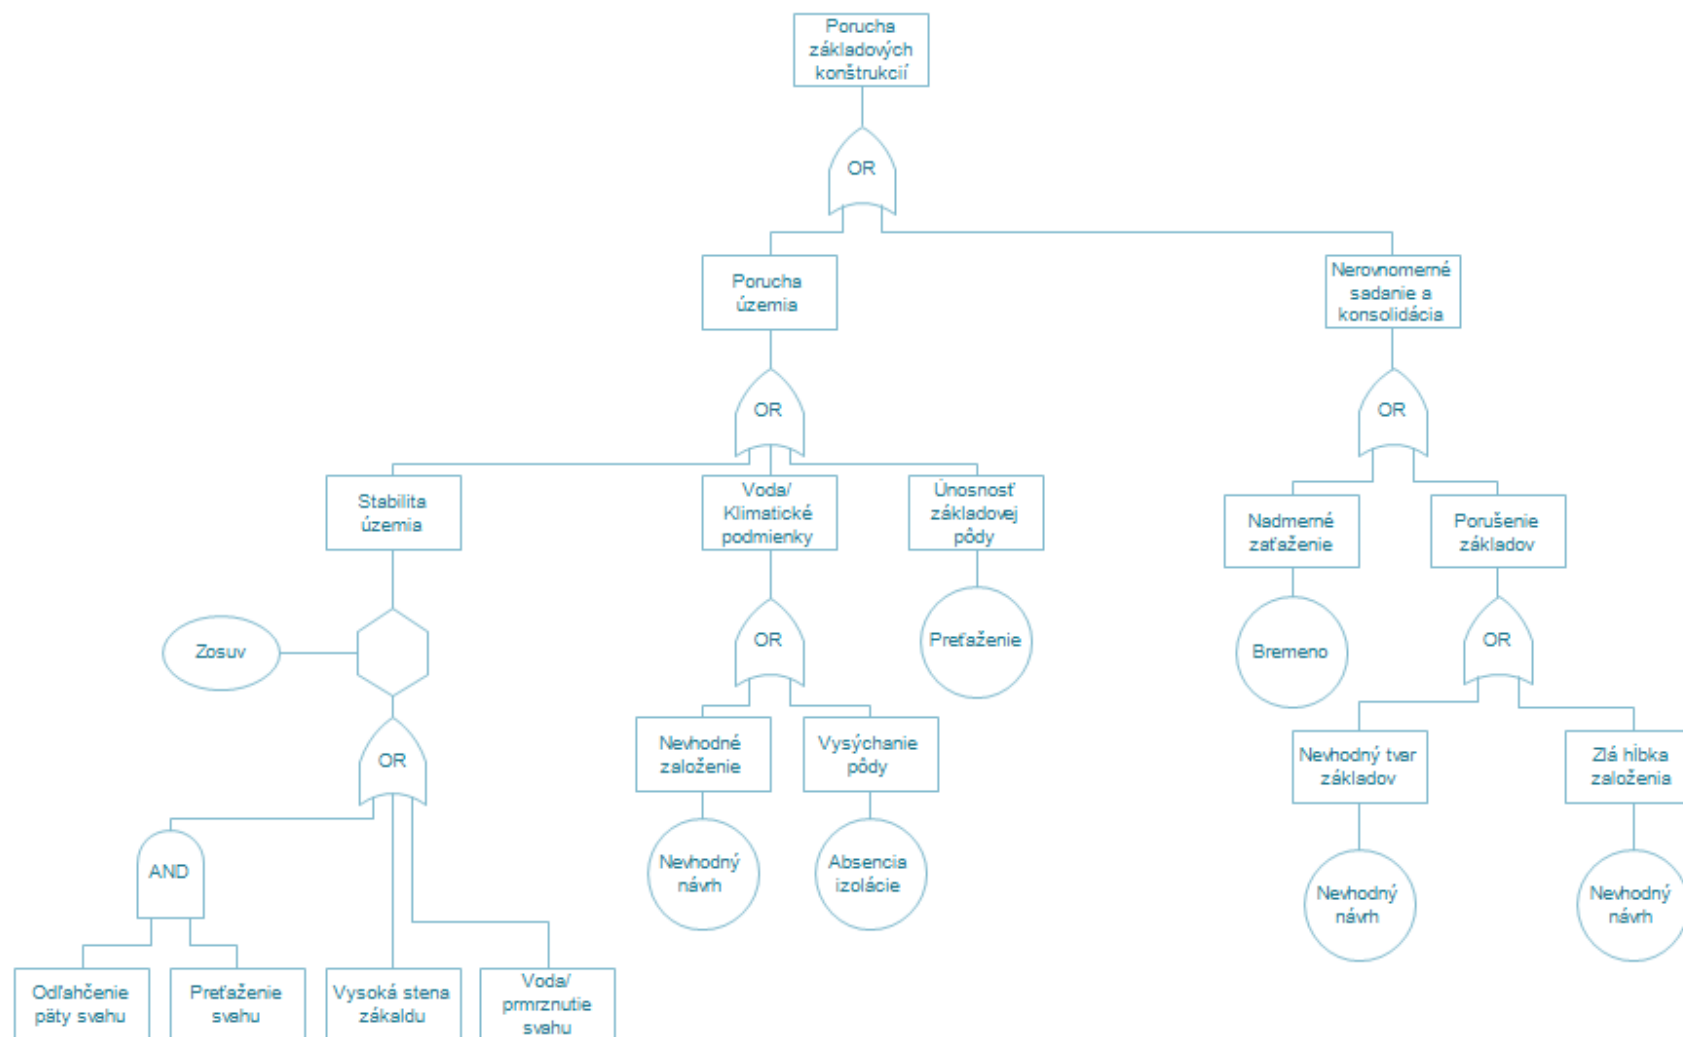 Porucha
základových
konštrukcií
OR
Porucha
územia
Nerovnomerné
sadanie a
konsolidácia
OR
OR
Stabilita
územia
Voda/
Klimatické
podmienky
Únosnosť
základovej
pôdy
Nadmerné
zaťaženie
Porušenie
základov
Zosuv
OR
Preťaženie
Bremeno
OR
OR
Nevhodné
založenie
Vysýchanie
pôdy
Nevhodný tvar
základov
Zlá hĺbka
založenia
AND
Nevhodný
návrh
Absencia
izolácie
Nevhodný
návrh
Nevhodný
návrh
Odľahčenie
päty svahu
Preťaženie
svahu
Vysoká stena
zákaldu
Voda/
prmrznutie
svahu